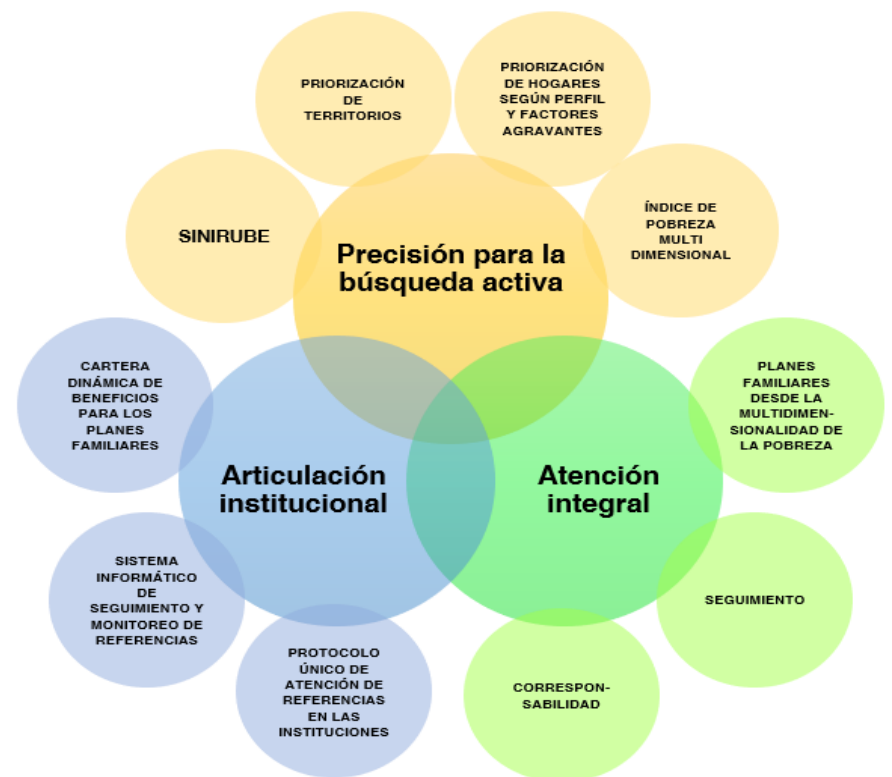 PRIORIZACIÓN
DE
TERRITORIOS
PRIORIZACIÓN
DE HOGARES
SEGÚN PERFIL
Y FACTORES
AGRAVANTES
SINIRUBE
Precisión para la
búsqueda activa
ÍNDICE DE
POBREZA
MULTI
DIMENSIONAL
CARTERA
DINÁMICA DE
BENEFICIOS
PARA LOS
PLANES
FAMILIARES
PLANES
FAMILIARES
DESDE LA
MULTIDIMEN-
SIONALIDAD DE
LA POBREZA
Articulación
institucional
Atención
integral
SISTEMA
INFORMÁTICO
DE
SEGUIMIENTO Y
MONITOREO DE
REFERENCIAS
SEGUIMIENTO
PROTOCOLO
ÚNICO DE
ATENCIÓN DE
REFERENCIAS
EN LAS
INSTITUCIONES
CORRESPON-
SABILIDAD